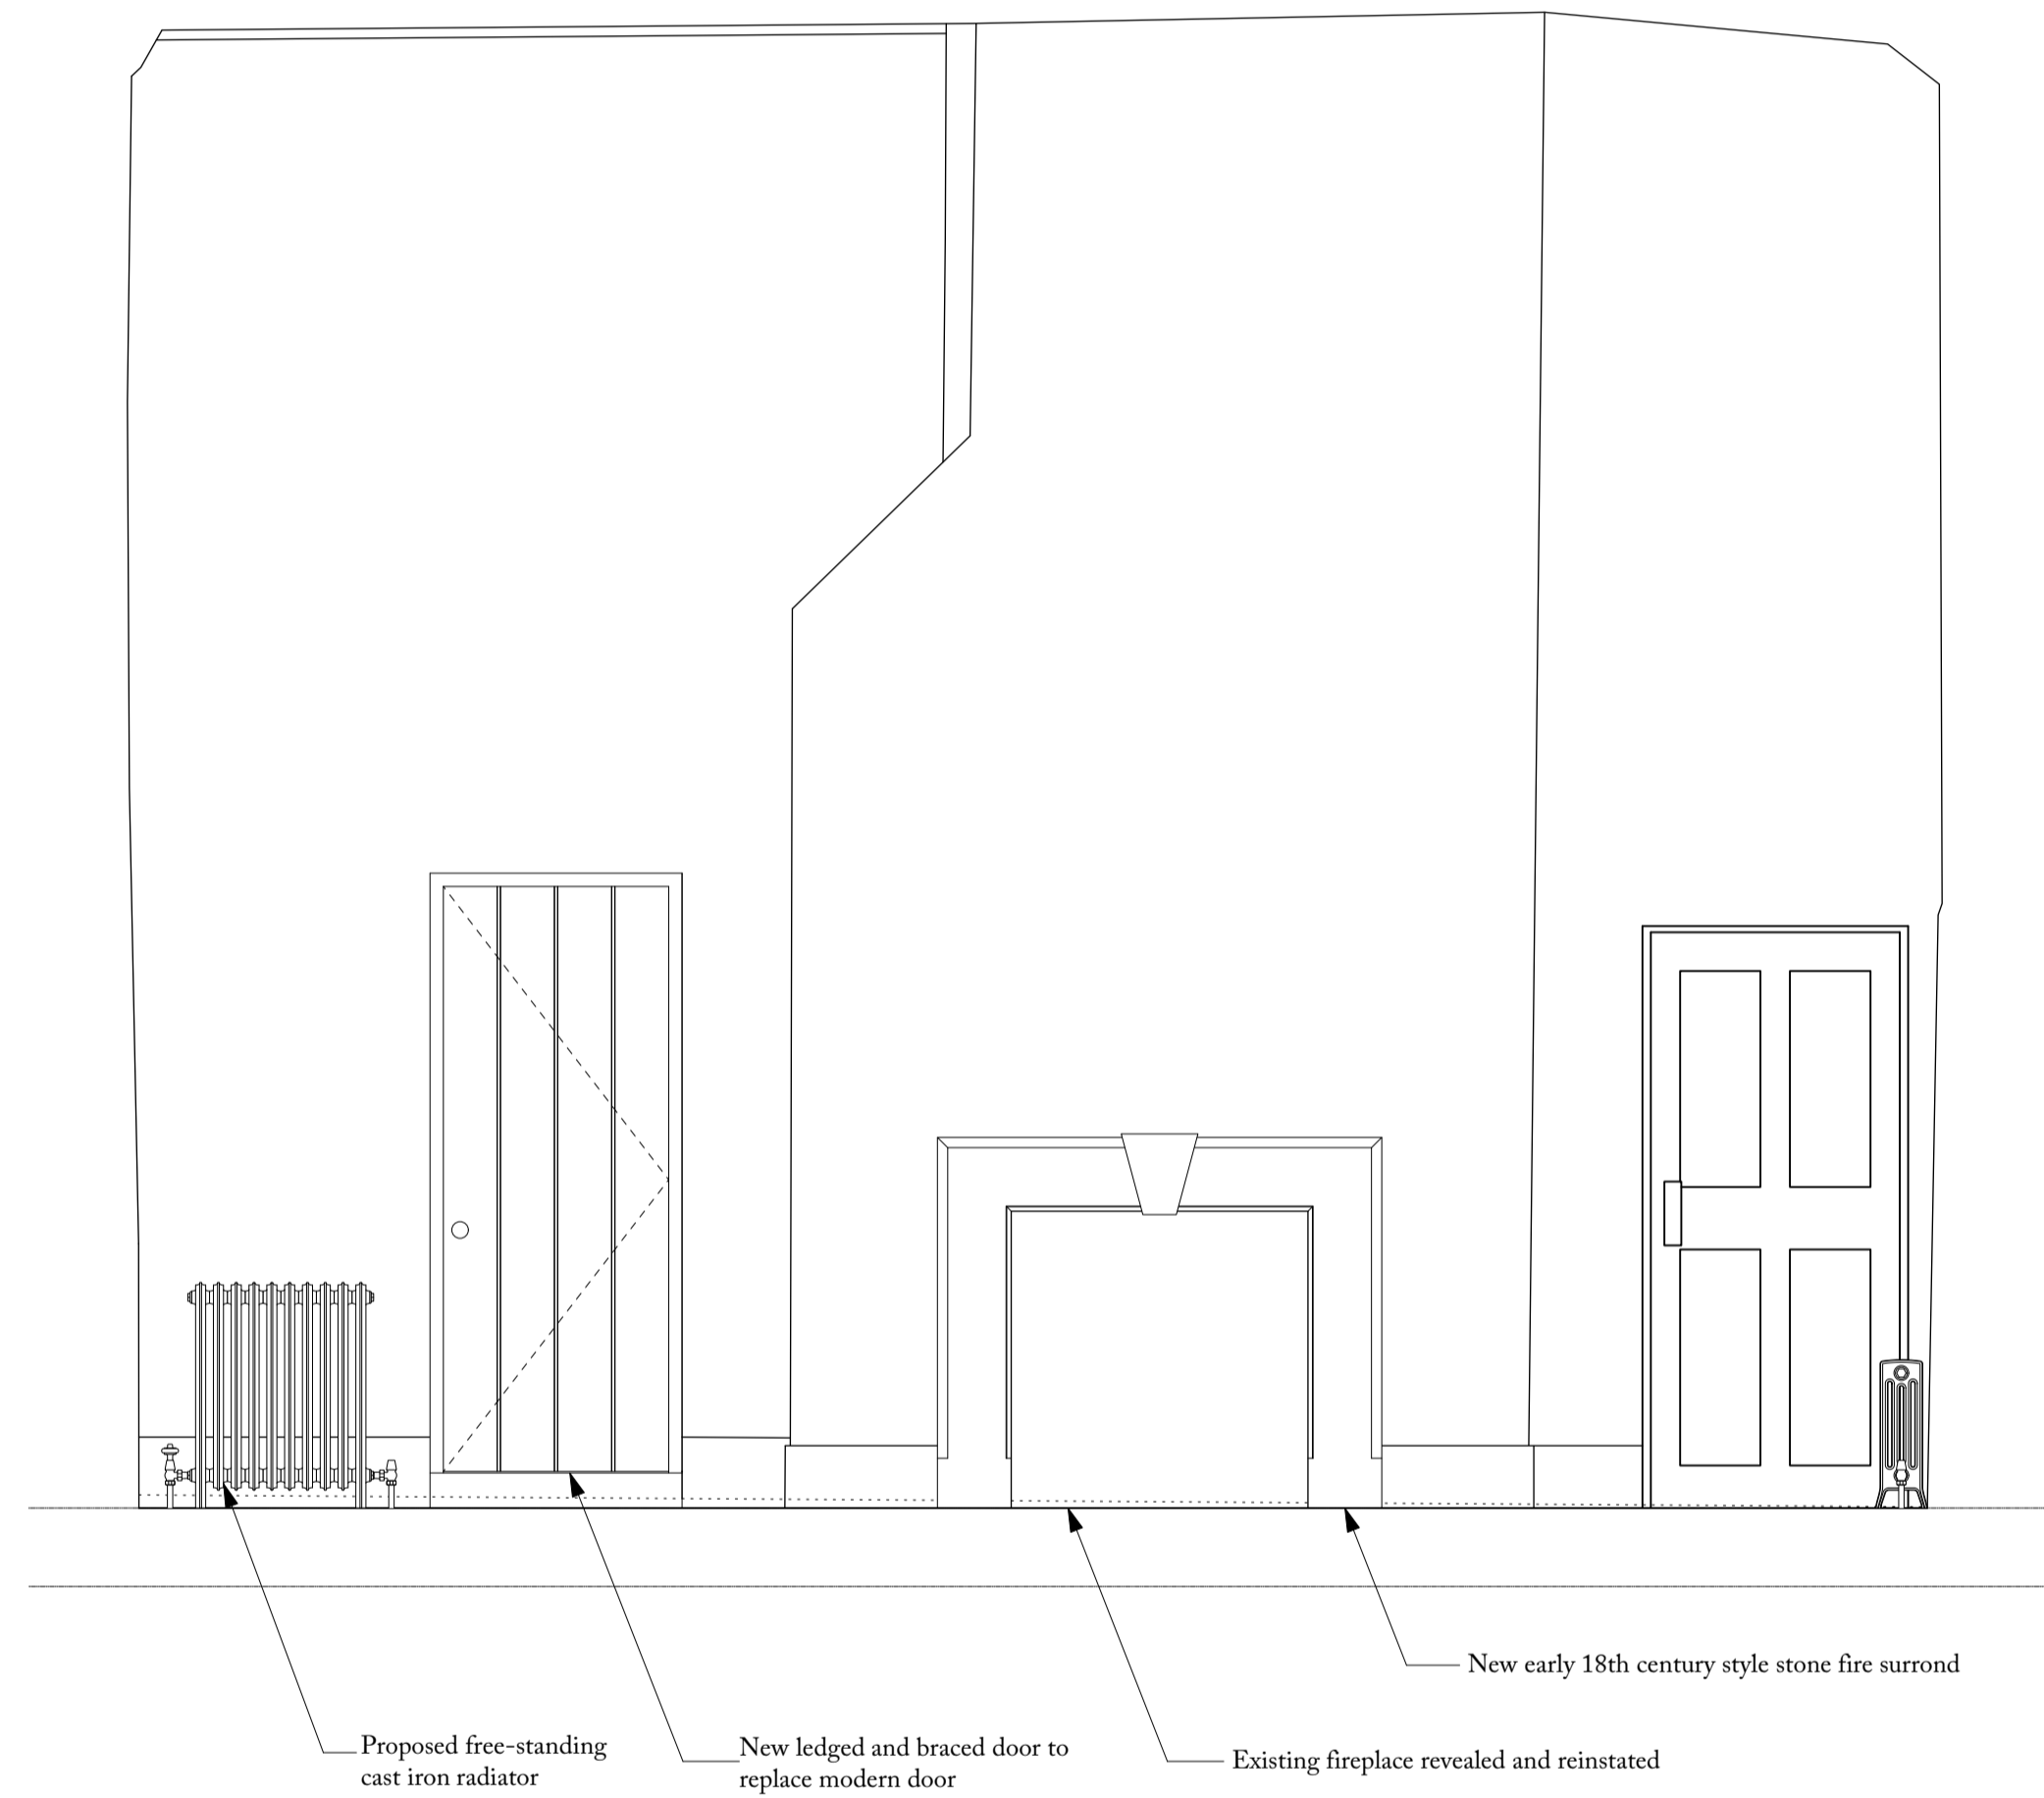 New early 18th century style stone fire surrond
Proposed free-standing
cast iron radiator
New ledged and braced door to
replace modern door
Existing fireplace revealed and reinstated